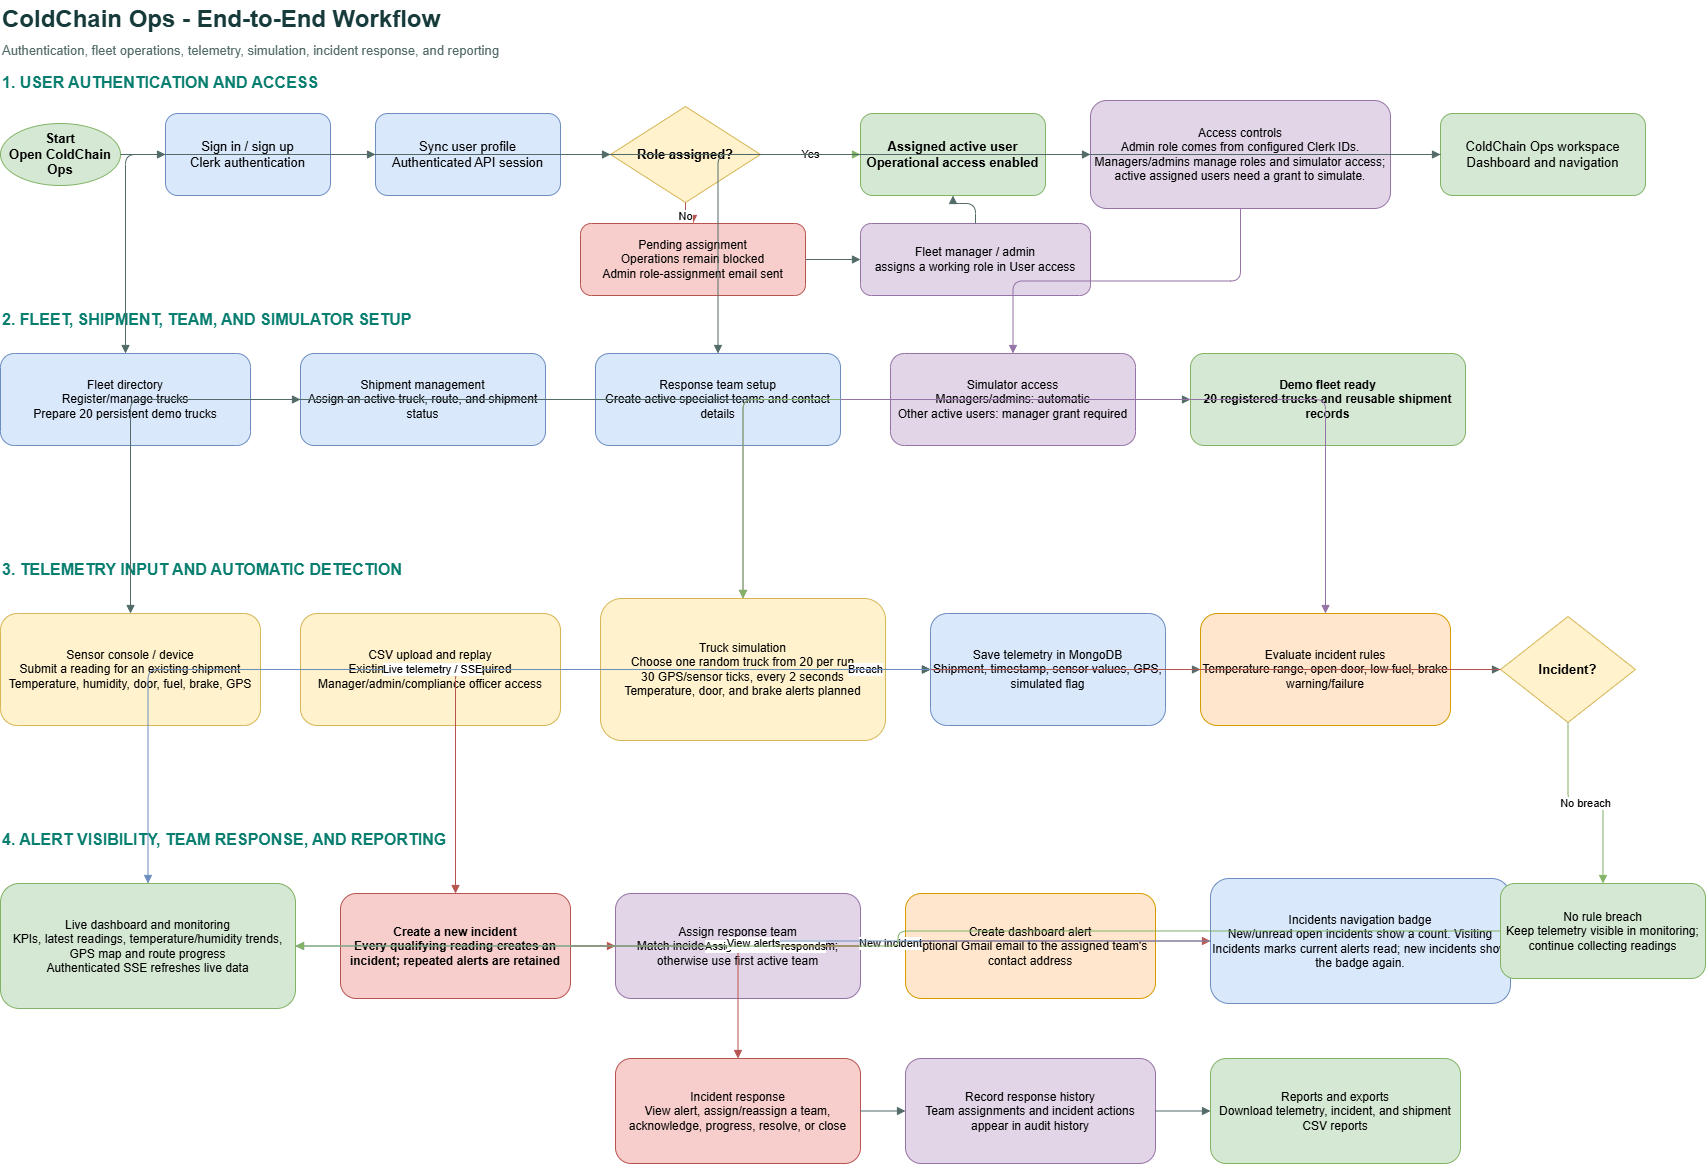 ColdChain Ops - End-to-End Workflow
Authentication, fleet operations, telemetry, simulation, incident response, and reporting
1. USER AUTHENTICATION AND ACCESS
Start
Open ColdChain
Ops
Sign in / sign up
Clerk authentication
Sync user profile
Authenticated API session
Role assigned?
Yes
Assigned active user
Operational access enabled
Access controls
Admin role comes from configured Clerk IDs.
Managers/admins manage roles and simulator access;
active assigned users need a grant to simulate.
ColdChain Ops workspace
Dashboard and navigation
No
Pending assignment
Operations remain blocked
Admin role-assignment email sent
Fleet manager / admin
assigns a working role in User access
2. FLEET, SHIPMENT, TEAM, AND SIMULATOR SETUP
Fleet directory
Register/manage trucks
Prepare 20 persistent demo trucks
Shipment management
Assign an active truck, route, and shipment
status
Response team setup
Create active specialist teams and contact
details
Simulator access
Managers/admins: automatic
Other active users: manager grant required
Demo fleet ready
20 registered trucks and reusable shipment
records
3. TELEMETRY INPUT AND AUTOMATIC DETECTION
Sensor console / device
Submit a reading for an existing shipment
Temperature, humidity, door, fuel, brake, GPS
CSV upload and replay
Live telemetry / SSE
Manager/admin/compliance officer access
Truck simulation
Choose one random truck from 20 per run
30 GPS/sensor ticks, every 2 seconds
Temperature, door, and brake alerts planned
Breach
Save telemetry in MongoDB
Shipment, timestamp, sensor values, GPS,
simulated flag
Evaluate incident rules
Temperature range, open door, low fuel, brake
warning/failure
Incident?
No breach
4. ALERT VISIBILITY, TEAM RESPONSE, AND REPORTING
Live dashboard and monitoring
KPIs, latest readings, temperature/humidity trends,
GPS map and route progress
Authenticated SSE refreshes live data
Create a new incident
Every qualifying reading creates an
incident; repeated alerts are retained
Assign response team
Match
View alerts
otherwise use first active team
New incident
Create dashboard alert
Gmail email to the assigned team's
contact address
Incidents navigation badge
New/unread open incidents show a count. Visiting
Incidents marks current alerts read; new incidents
the badge again.
No rule breach
Keep telemetry visible in monitoring;
continue collecting readings
Incident response
View alert, assign/reassign a team,
acknowledge, progress, resolve, or close
Record response history
Team assignments and incident actions
appear in audit history
Reports and exports
Download telemetry, incident, and shipment
CSV reports